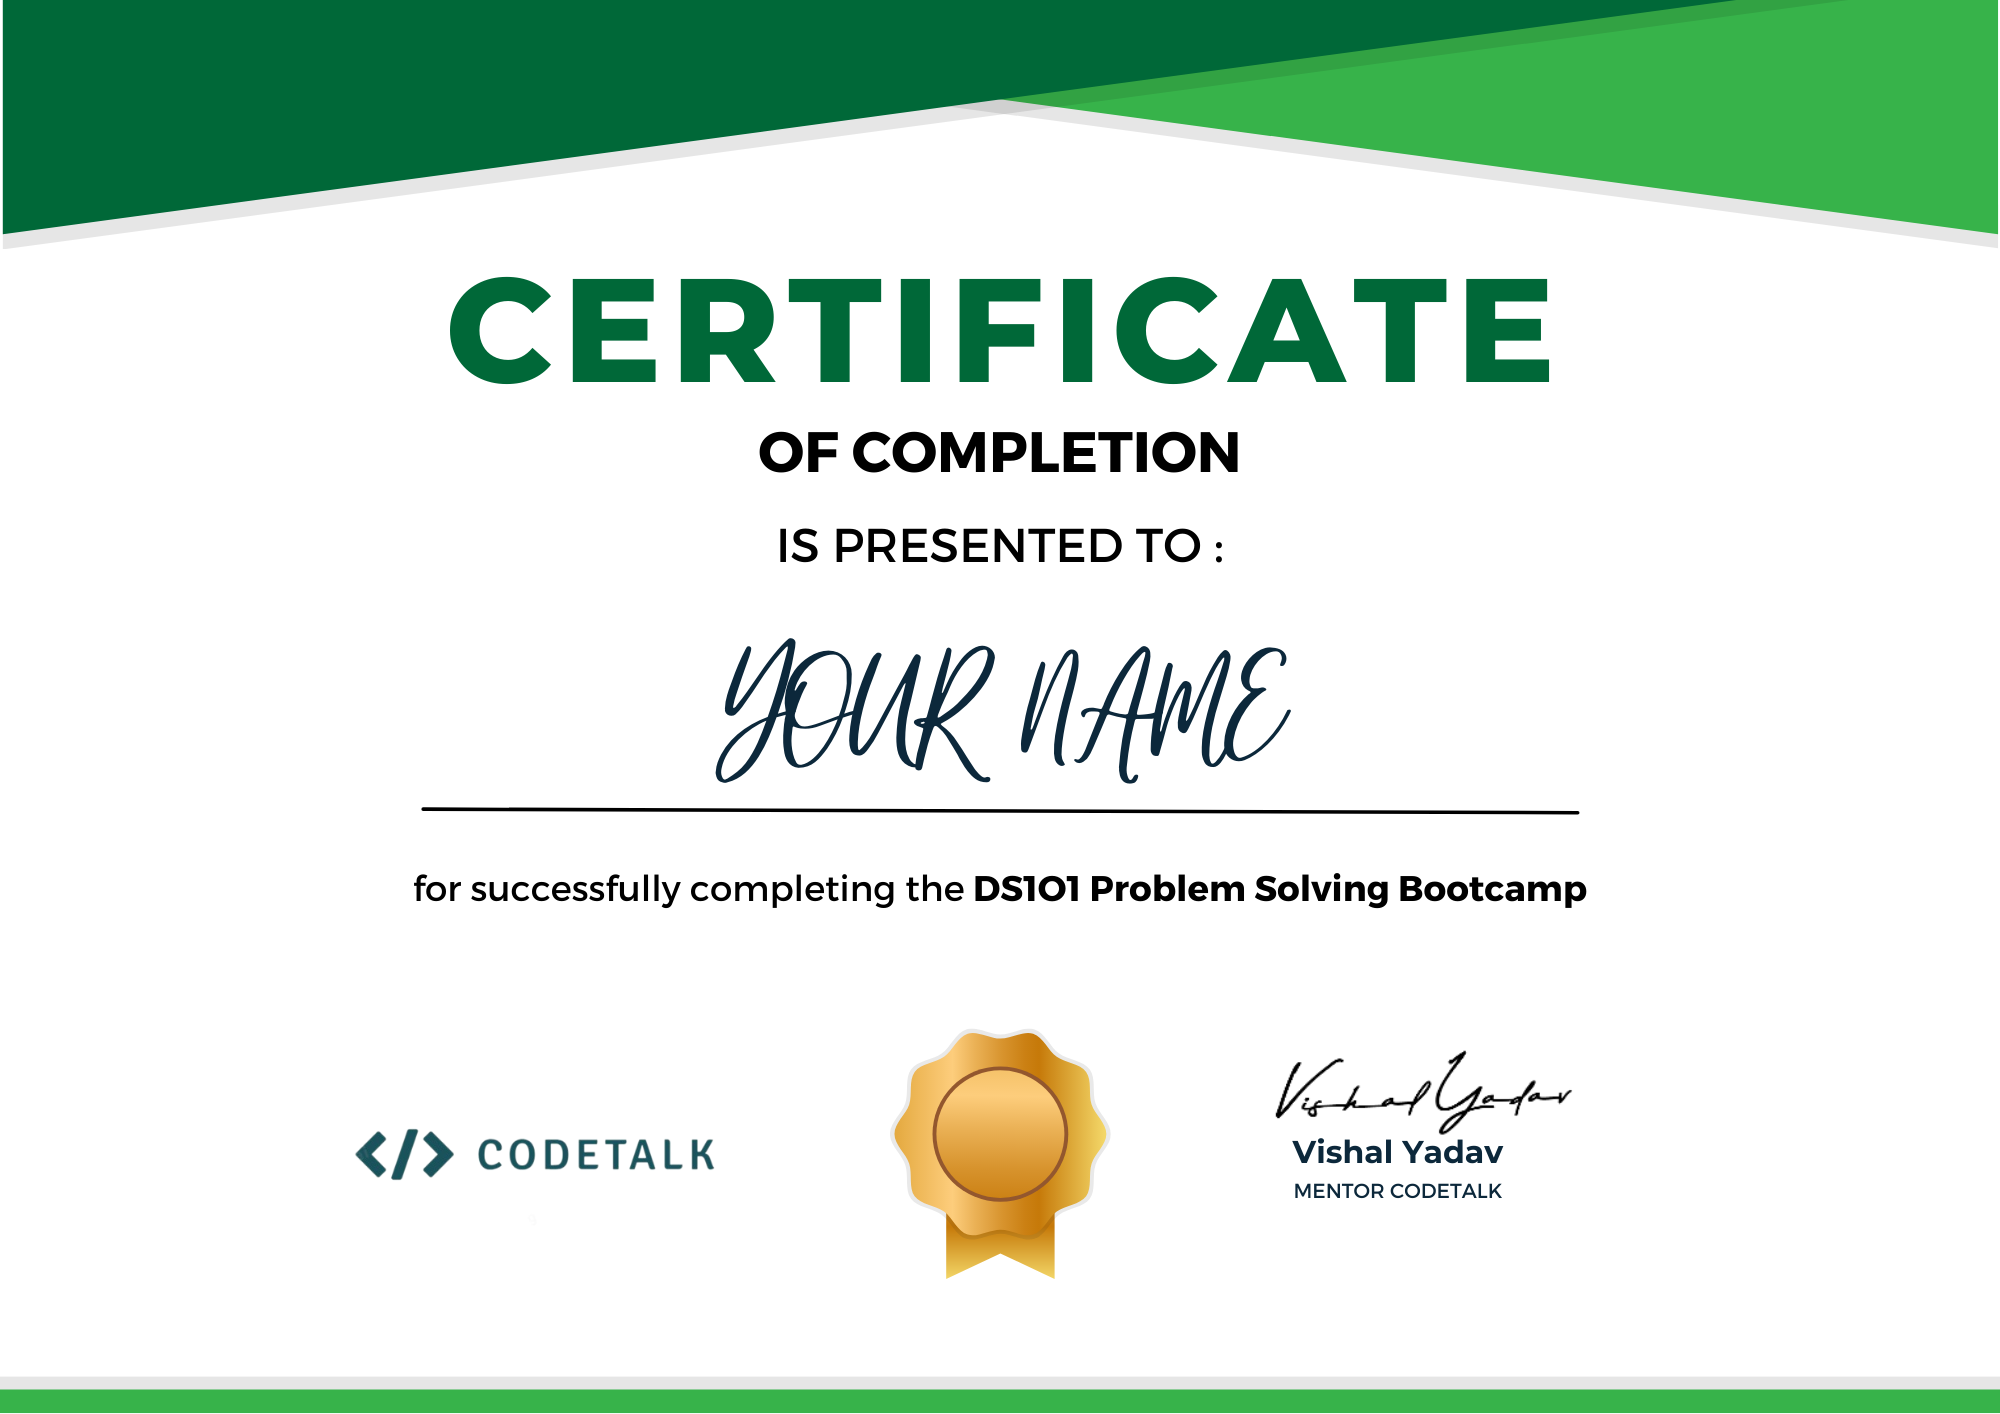 CERTIFICATE
OF COMPLETION
IS PRESENTED TO :
YOUR NAME
for successfully completing the DS101 Problem Solving Bootcamp
</> CODETALK
Vishal Yadav
Vishal Yadav
MENTOR CODETALK